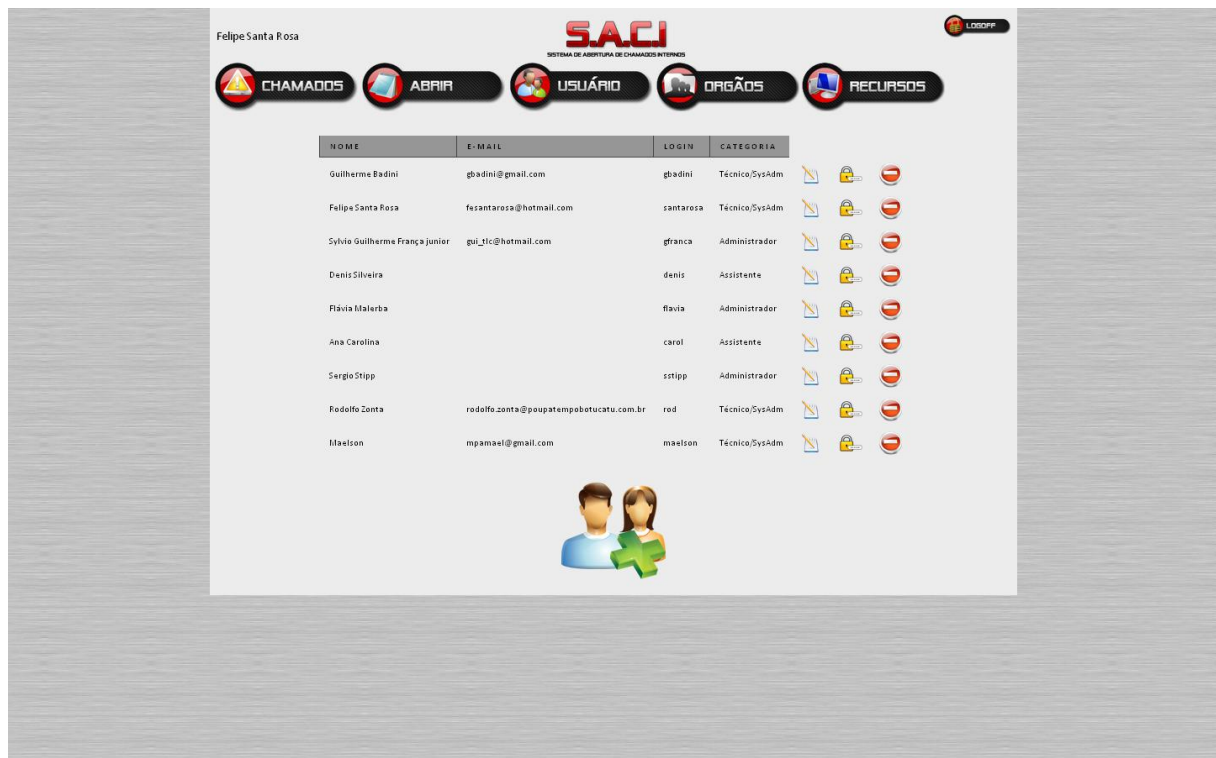 Felipe Santa Rosa
S.A.C.I
SISTEMA DE ABERTURA DE CHAMADOS INTERNOS
LOGOFF
CHAMADOS ABRIR USUÁRIO ORGÃOS RECURSOS
NOME E-MAIL LOGIN CATEGORIA
Guilherme Badini gbadini@gmail.com gbadini Técnico/SysAdm
Felipe Santa Rosa fesantarosa@hotmail.com santarosa Técnico/SysAdm
Sylvio Guilherme França junior gui_tlc@hotmail.com gfranca Administrador
Denis Silveira denis Assistente
Flávia Malerba flavia Administrador
Ana Carolina carol Assistente
Sergio Stipp sstipp Administrador
Rodolfo Zonta rodolfo.zonta@poupatempobotucatu.com.br rod Técnico/SysAdm
Maelson mpamael@gmail.com maelson Técnico/SysAdm